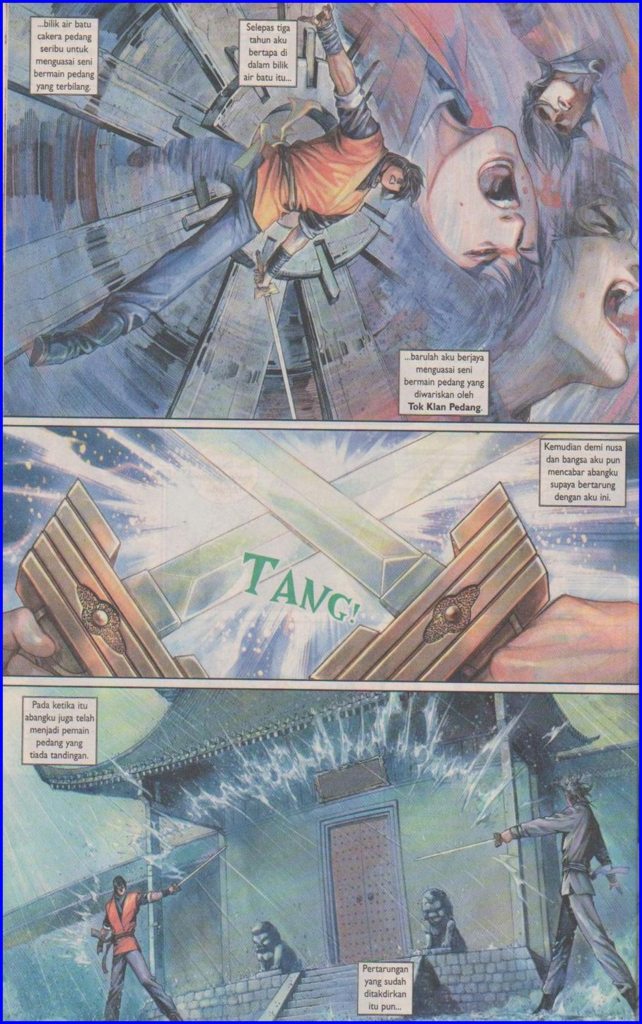 ...bilik air batu
cakera pedang
seribu untuk
menguasai seni
bermain pedang
yang terbilang.
Selepas tiga
tahun aku
bertapa di
dalam bilik
air batu itu...
...barulah aku berjaya
menguasai seni
bermain pedang yang
diwariskan oleh
Tok Klan Pedang.
Kemudian demi nusa
dan bangsa aku pun
mencabar abangku
supaya bertarung
dengan aku ini.
TANG!
Pada ketika itu
abangku juga telah
menjadi pemain
pedang yang
tiada tandingan.
Pertarungan
yang sudah
ditakdirkan
itu pun...